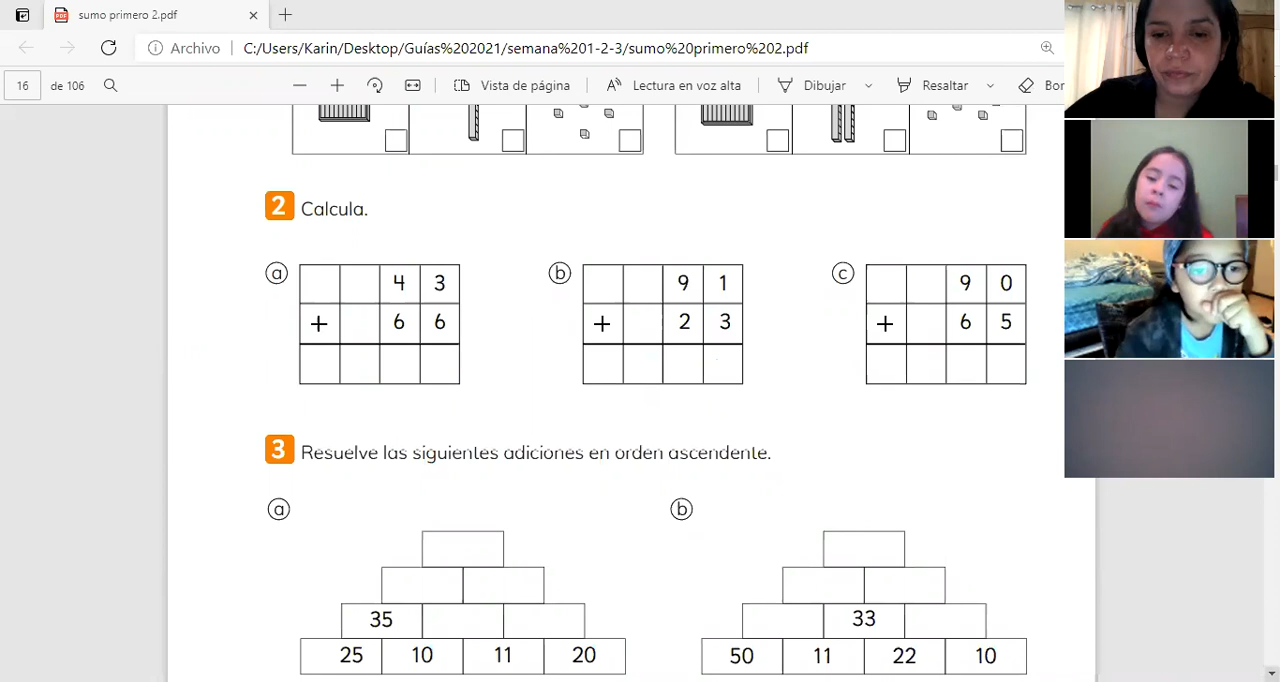 sumo primero 2.pdf
Archivo C:/Users/Karin/Desktop/Guías%202021/semana%201-2-3/sumo%20primero%202.pdf
16 de 106 Vista de página Lectura en voz alta Dibujar Resaltar Bor
2 Calcula.
a b c
4 3 9 1 9 0
+ 6 6 + 2 3 + 6 5
3 Resuelve las siguientes adiciones en orden ascendente.
a b
35 33
25 10 11 20 50 11 22 10